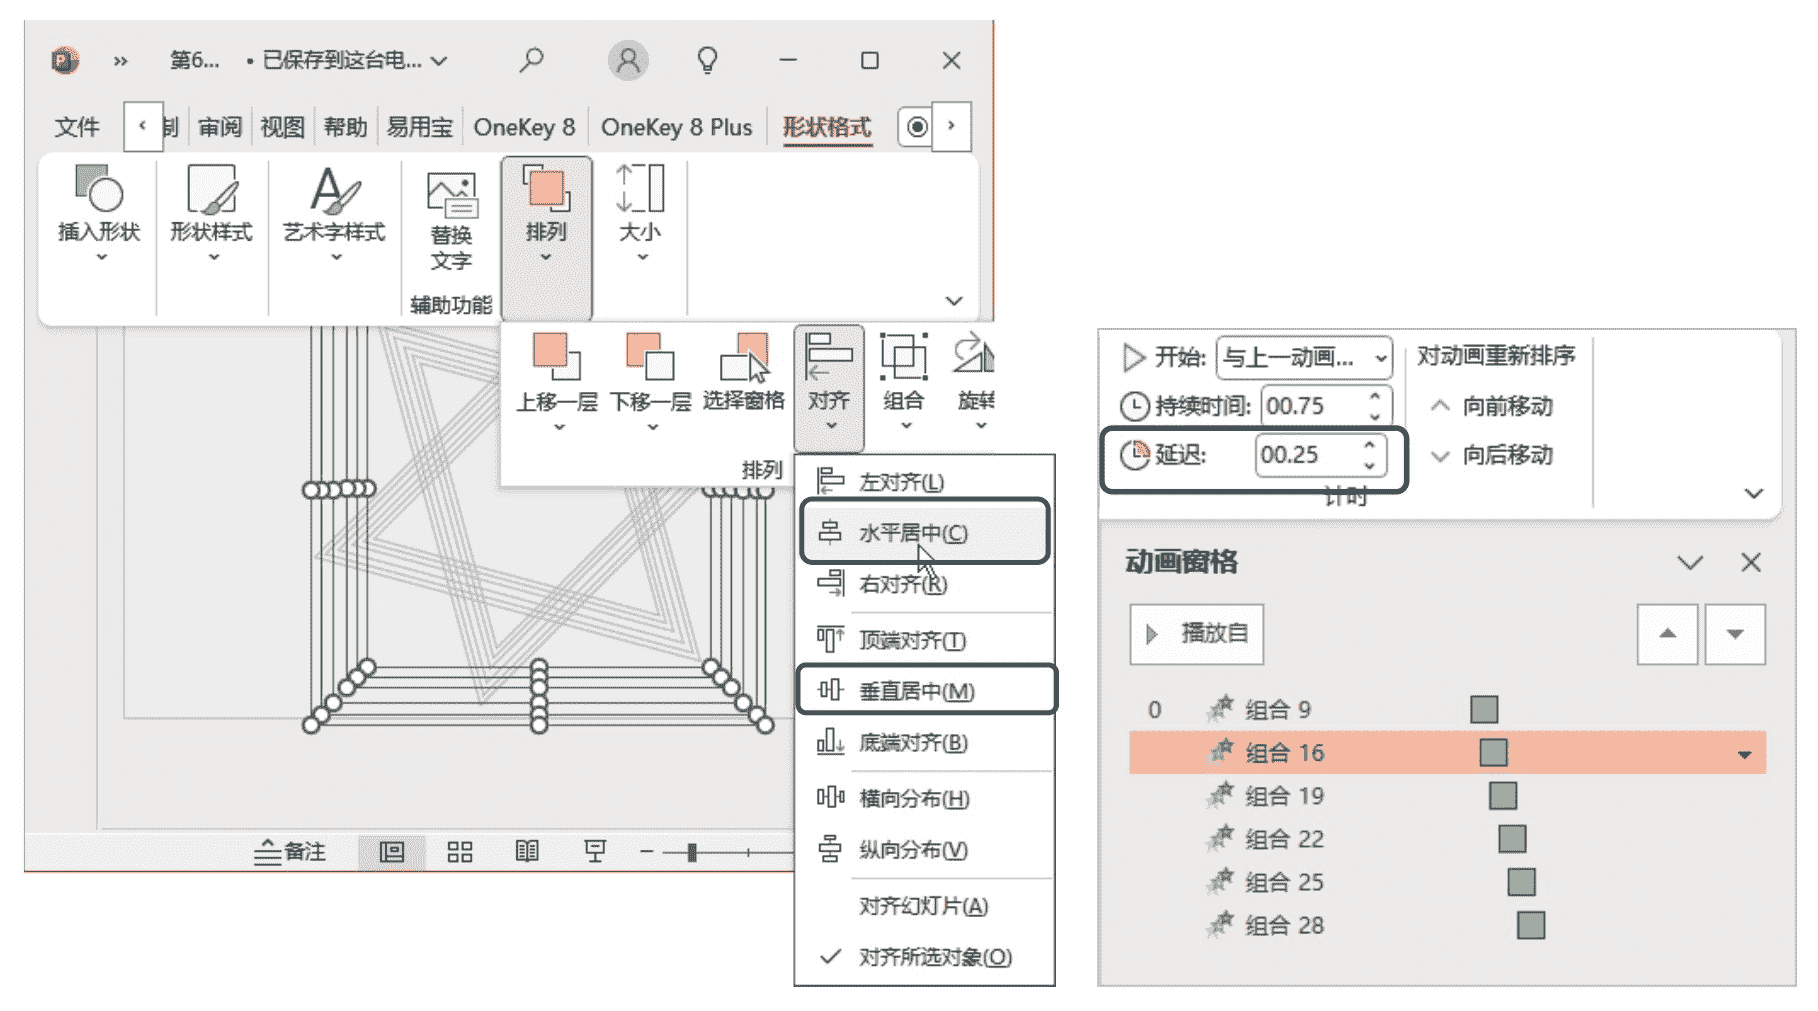 第6... • 已保存到这台电...
文件 制 审阅 视图 帮助 易用宝 OneKey 8 OneKey 8 Plus 形状格式
插入形状 形状样式 艺术字样式 替换文字 排列 大小
辅助功能
上移一层 下移一层 选择窗格 对齐 组合 旋转
排列
左对齐(L)
水平居中(C)
右对齐(R)
顶端对齐(T)
垂直居中(M)
底端对齐(B)
横向分布(H)
纵向分布(V)
对齐幻灯片(A)
对齐所选对象(O)
备注
开始: 与上一动画... 对动画重新排序
持续时间: 00.75 向前移动
延迟: 00.25 向后移动
计时
动画窗格
播放自
0 组合 9
组合 16
组合 19
组合 22
组合 25
组合 28